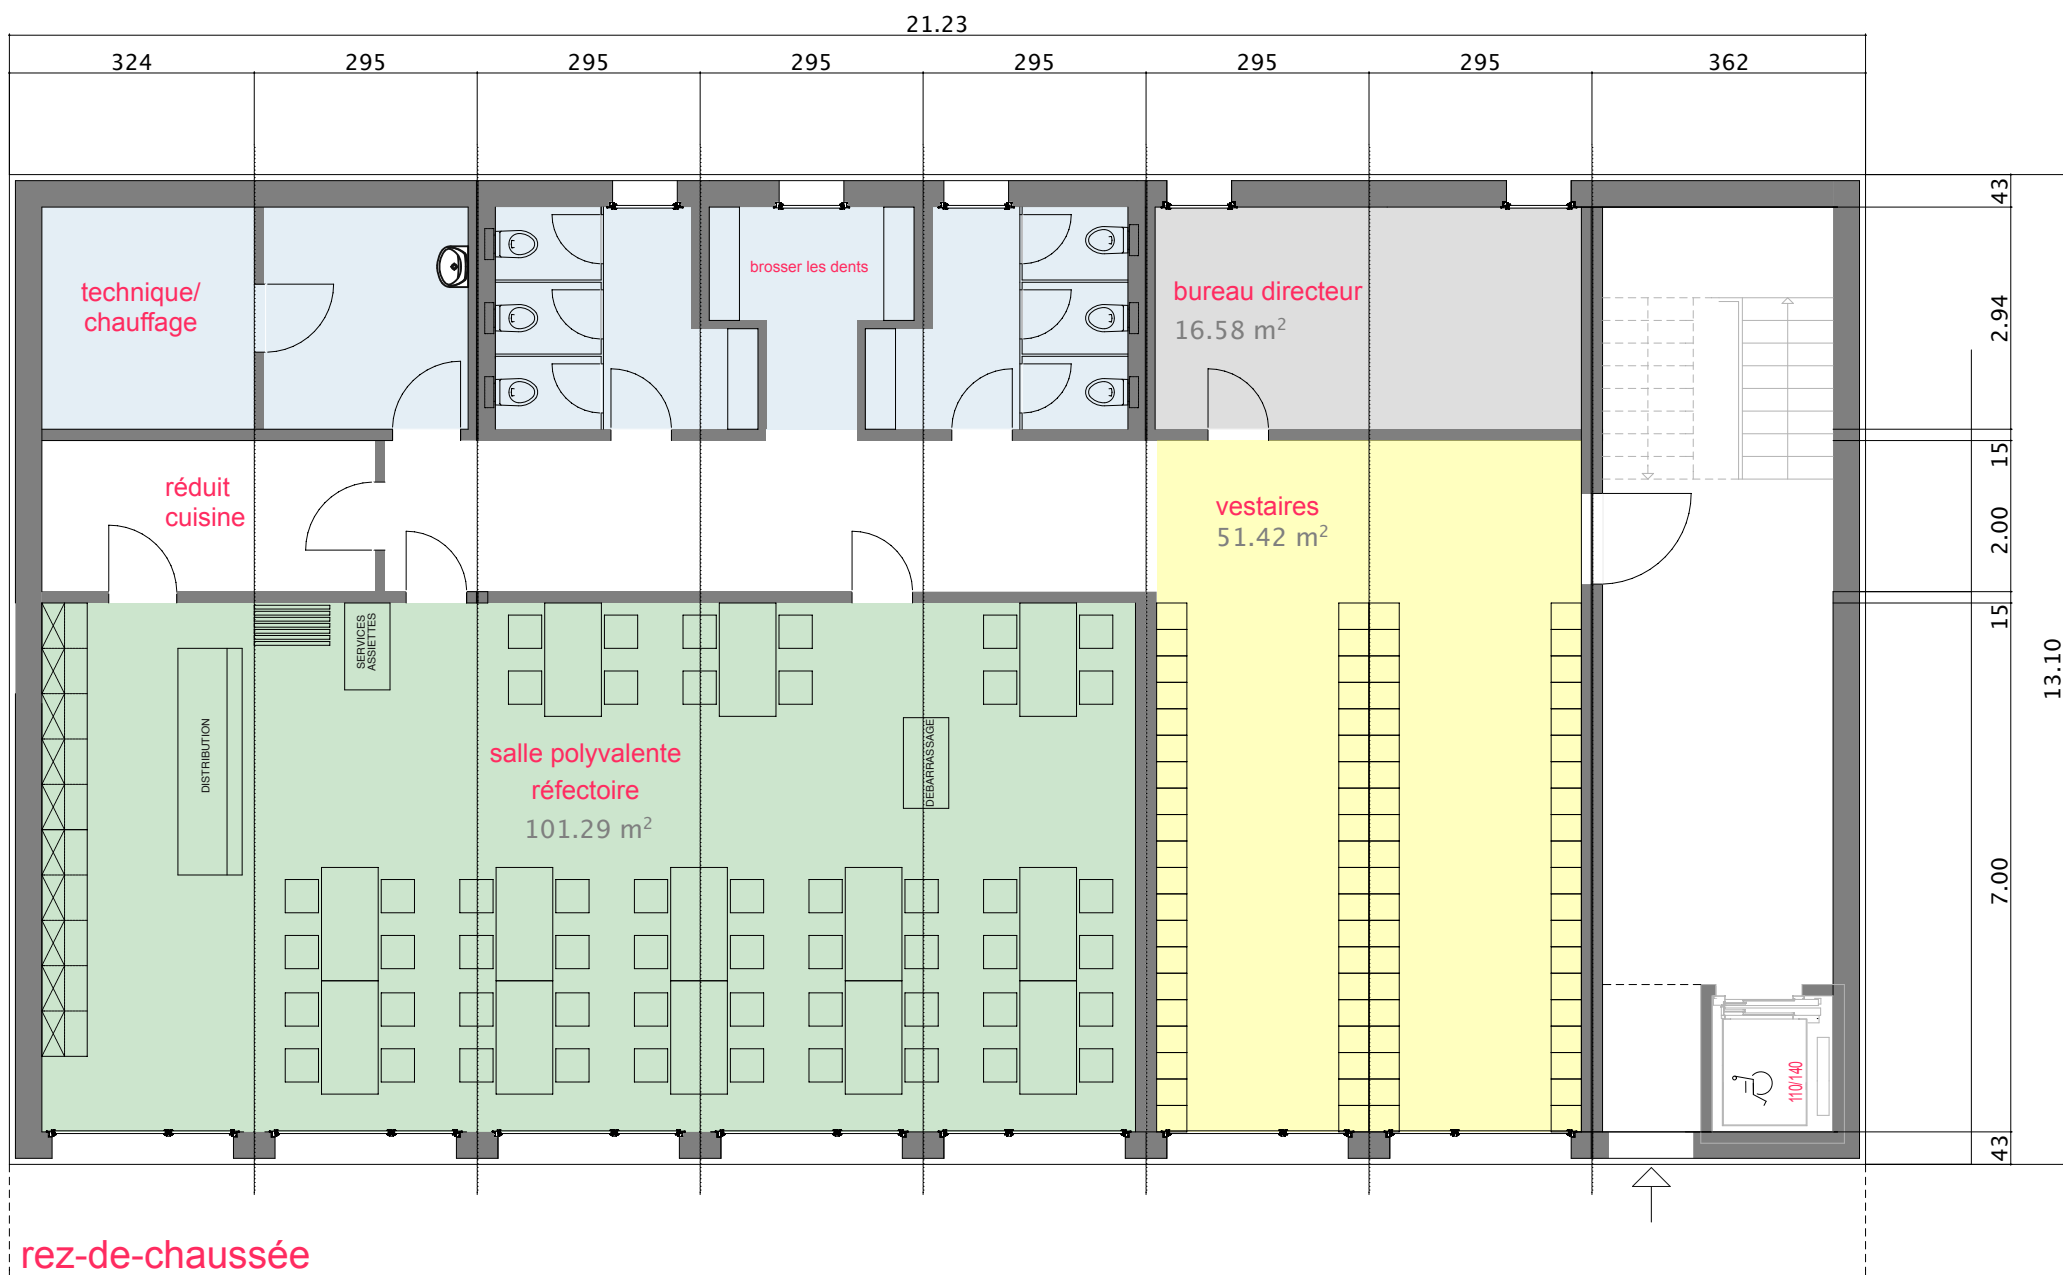 21.23
324
295
295
295
295
295
295
362
43
2.94
15
2.00
15
13.10
7.00
43
technique/
chauffage
brosser les dents
bureau directeur
16.58 m²
réduit
cuisine
vestaires
51.42 m²
SERVICES
ASSIETTES
DISTRIBUTION
salle polyvalente
réfectoire
101.29 m²
DEBARRASSAGE
110/140
rez-de-chaussée